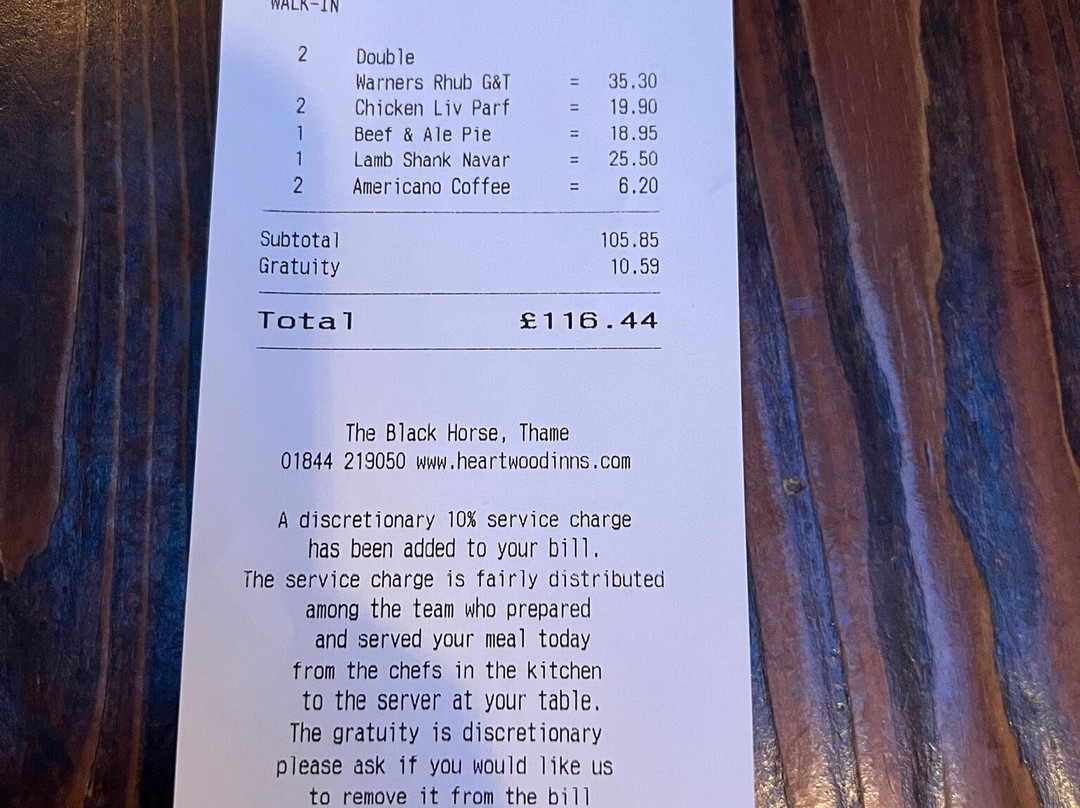 WALK-IN
2 Double
Warners Rhub G&T = 35.30
2 Chicken Liv Parf = 19.90
1 Beef & Ale Pie = 18.95
1 Lamb Shank Navar = 25.50
2 Americano Coffee = 6.20
Subtotal 105.85
Gratuity 10.59
Total £116.44
The Black Horse, Thame
01844 219050 www.heartwoodinns.com
A discretionary 10% service charge
has been added to your bill.
The service charge is fairly distributed
among the team who prepared
and served your meal today
from the chefs in the kitchen
to the server at your table.
The gratuity is discretionary
please ask if you would like us
to remove it from the bill